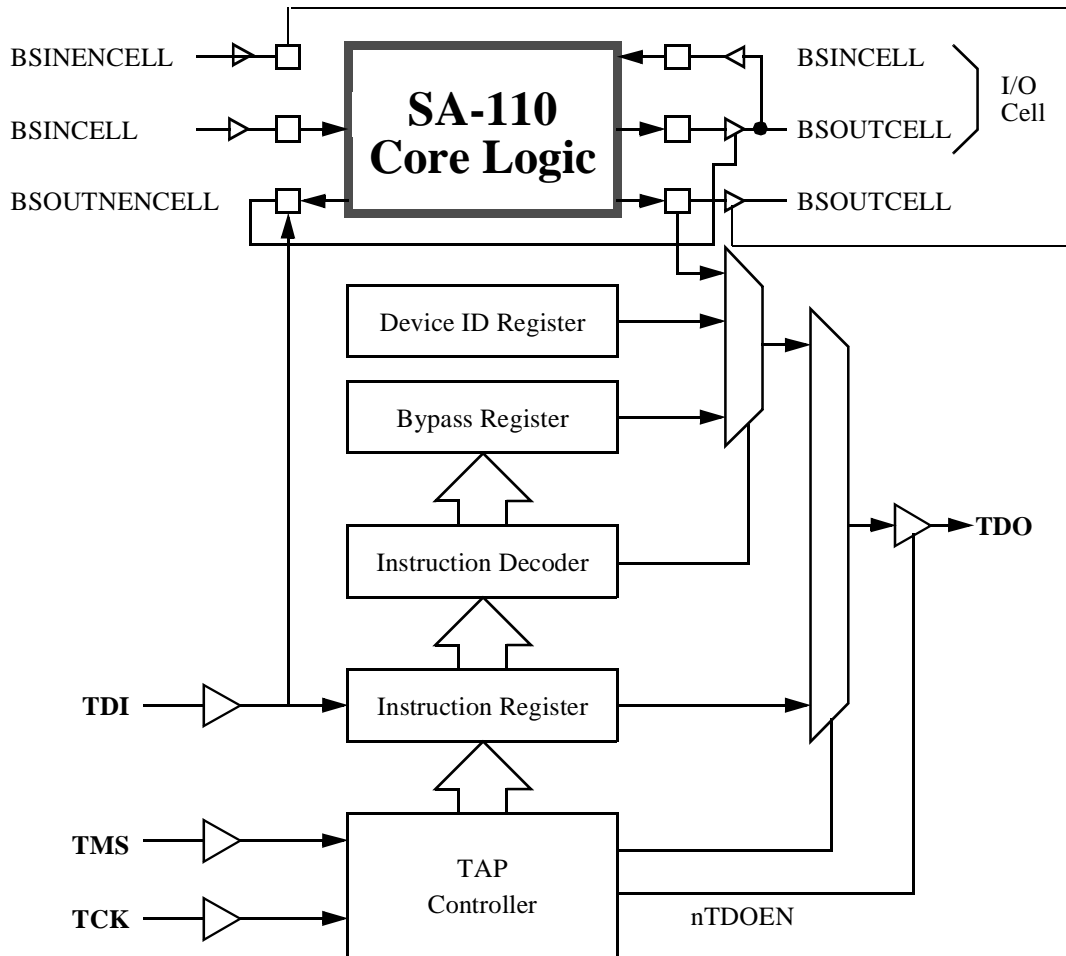 BSINENCELL
BSINCELL
BSOUTNENCELL
SA-110
Core Logic
BSINCELL
BSOUTCELL
BSOUTCELL
I/O
Cell
Device ID Register
Bypass Register
Instruction Decoder
TDO
TDI
Instruction Register
TMS
TCK
TAP
Controller
nTDOEN